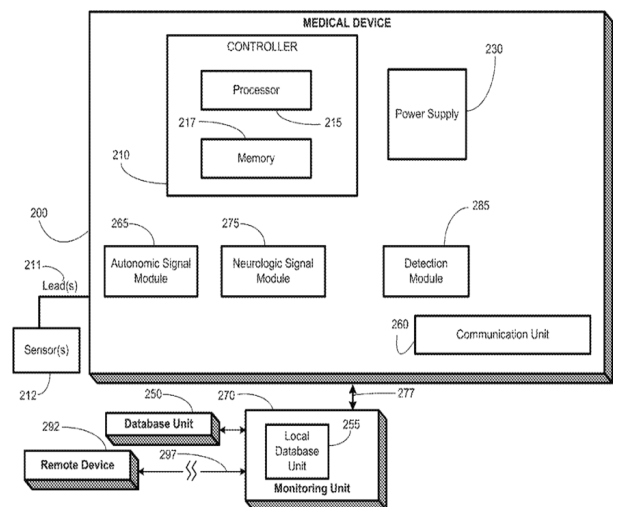 MEDICAL DEVICE
CONTROLLER
230
Processor
217
215
Power Supply
Memory
210
200
265
275
285
211
Autonomic Signal
Module
Neurologic Signal
Module
Detection
Module
Lead(s)
260
Communication Unit
Sensor(s)
212
250
270
277
292
Database Unit
255
Local
Database
Unit
Remote Device
297
Monitoring Unit